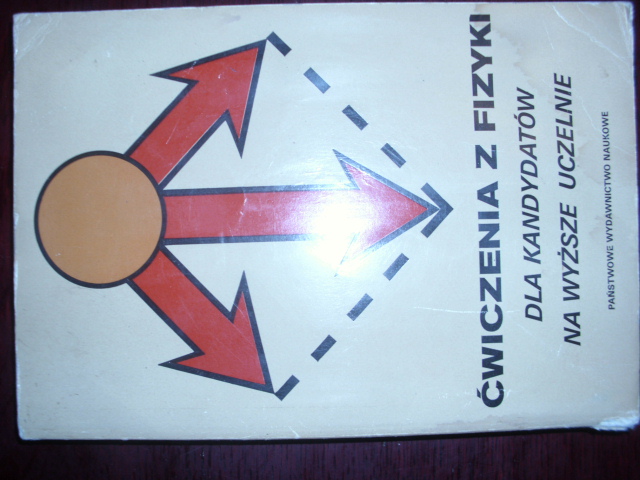 ĆWICZENIA Z FIZYKI
DLA KANDYDATÓW
NA WYŻSZE UCZELNIE
PAŃSTWOWE WYDAWNICTWO NAUKOWE